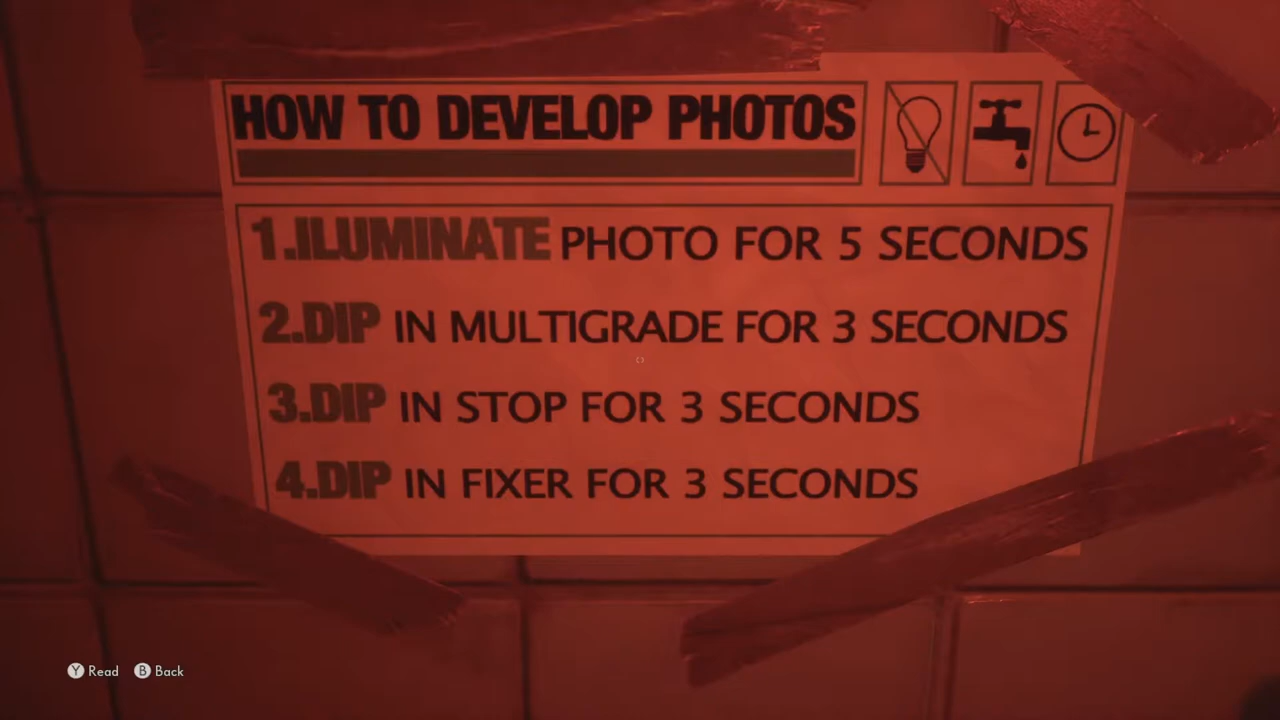 HOW TO DEVELOP PHOTOS
1.ILUMINATE PHOTO FOR 5 SECONDS
2.DIP IN MULTIGRADE FOR 3 SECONDS
3.DIP IN STOP FOR 3 SECONDS
4.DIP IN FIXER FOR 3 SECONDS
Y Read B Back